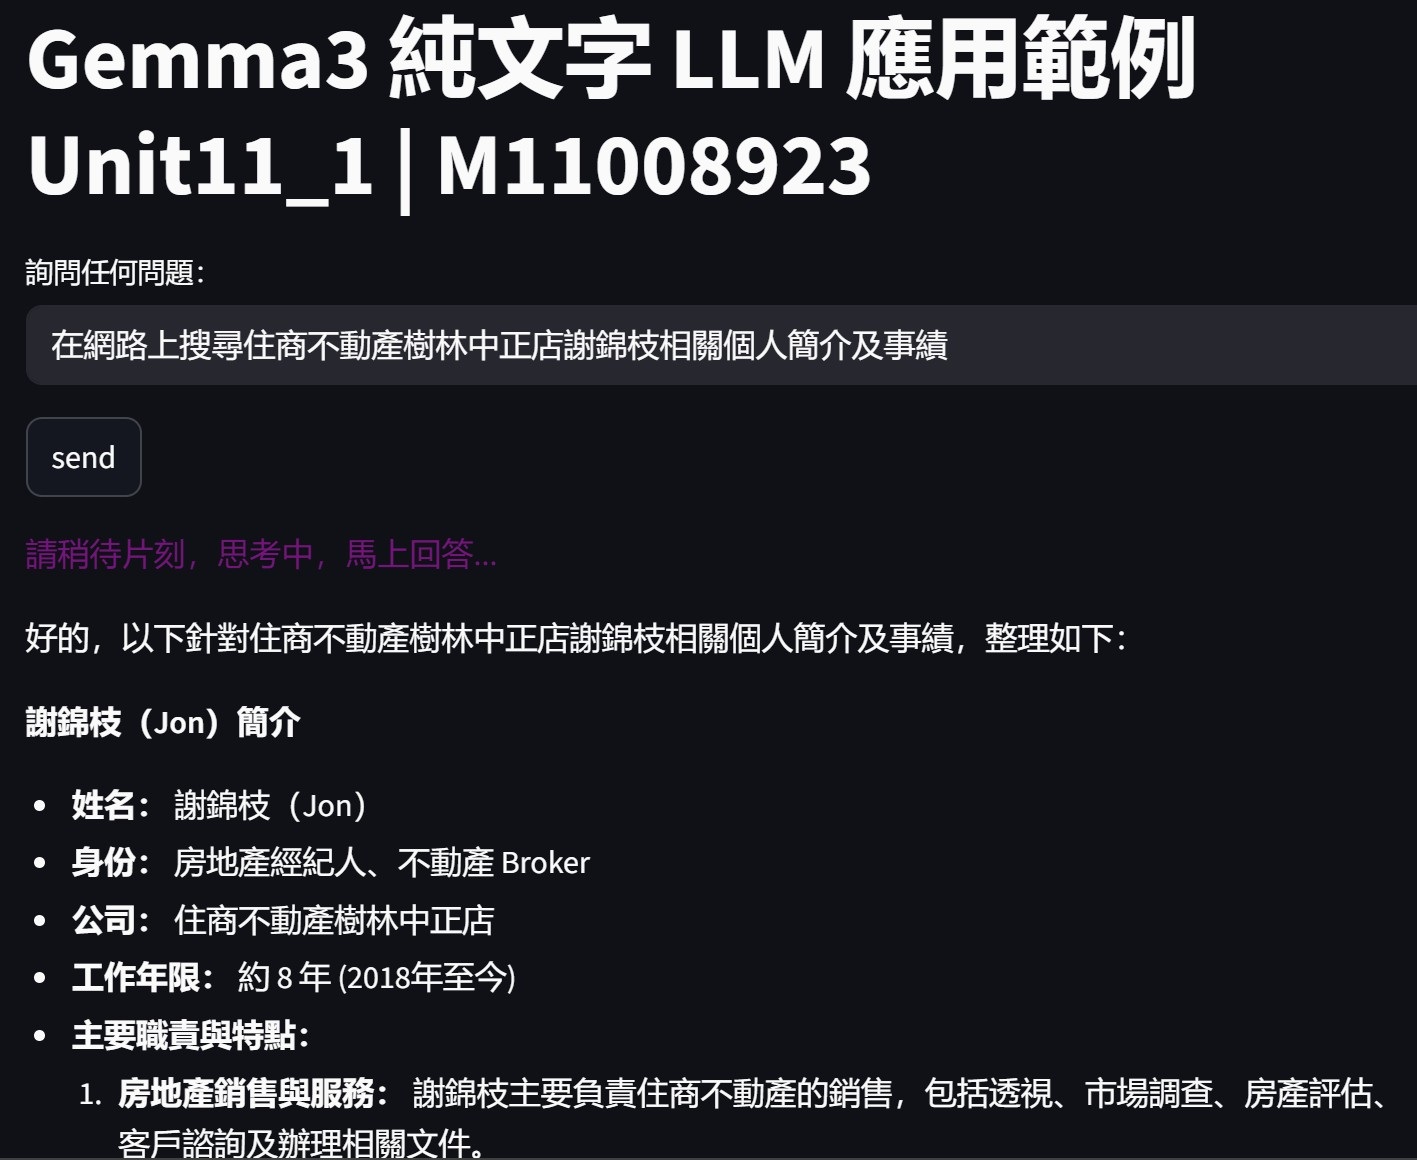 Gemma3 純文字 LLM 應用範例
Unit11_1 | M11008923
詢問任何問題：
在網路上搜尋住商不動產樹林中正店謝錦枝相關個人簡介及事績
send
請稍待片刻，思考中，馬上回答...
好的，以下針對住商不動產樹林中正店謝錦枝相關個人簡介及事績，整理如下：
謝錦枝（Jon）簡介
• 姓名： 謝錦枝（Jon）
• 身份： 房地產經紀人、不動產 Broker
• 公司： 住商不動產樹林中正店
• 工作年限： 約 8 年 (2018年至今)
• 主要職責與特點：
1. 房地產銷售與服務： 謝錦枝主要負責住商不動產的銷售，包括透視、市場調查、房產評估、
客戶諮詢及辦理相關文件。